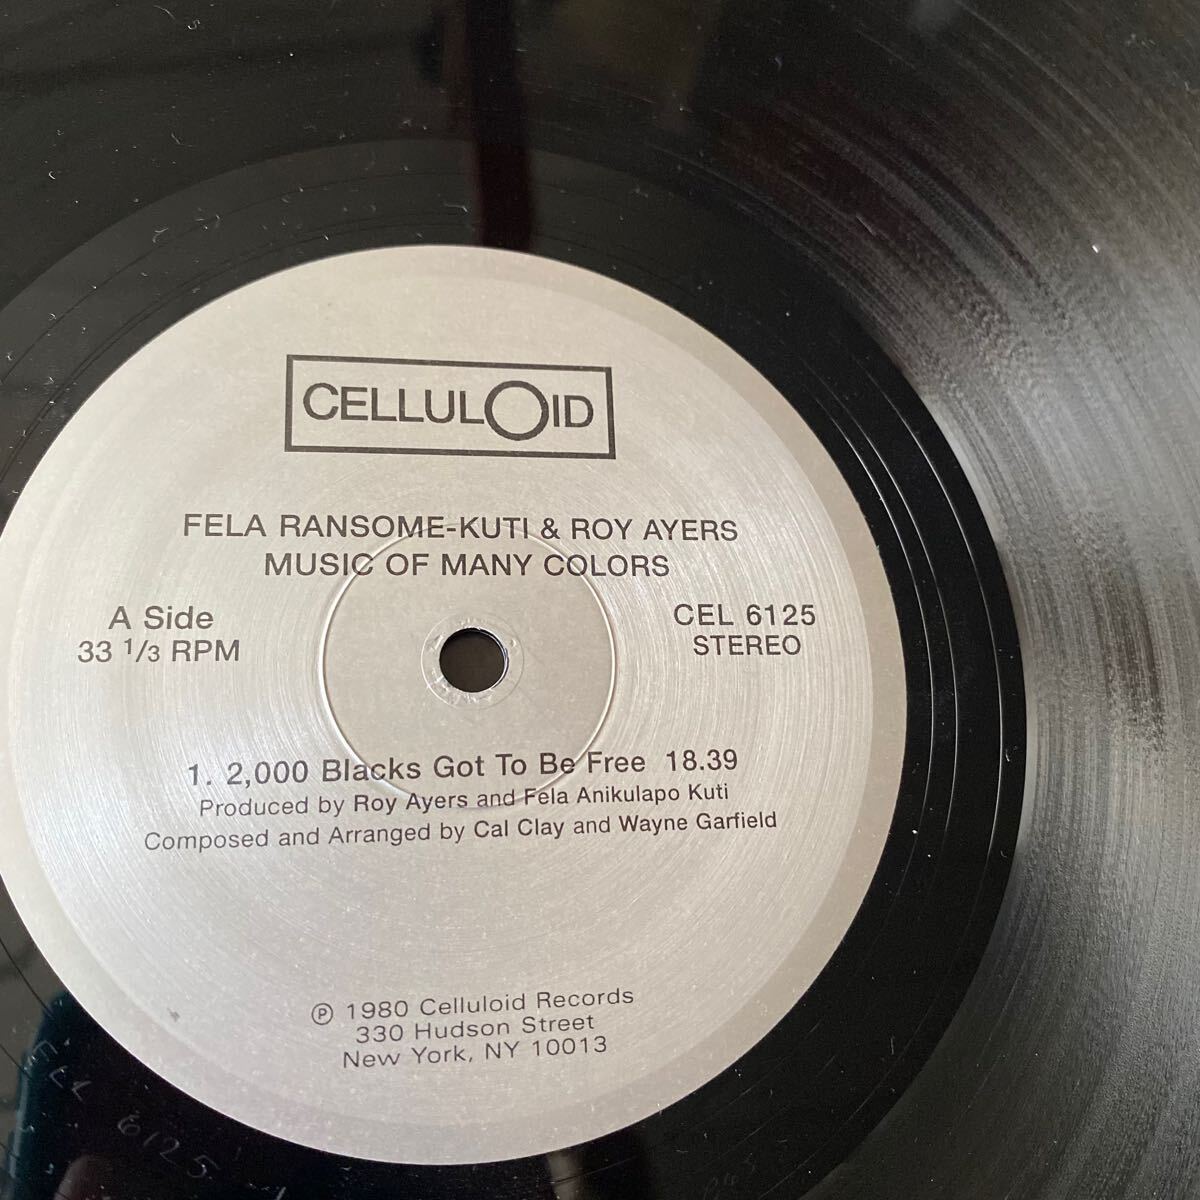 CELLULOID
FELA RANSOME-KUTI & ROY AYERS
MUSIC OF MANY COLORS
A Side
33 1/3 RPM
CEL 6125
STEREO
1. 2,000 Blacks Got To Be Free 18.39
Produced by Roy Ayers and Fela Anikulapo Kuti
Composed and Arranged by Cal Clay and Wayne Garfield
℗ 1980 Celluloid Records
330 Hudson Street
New York, NY 10013
6125